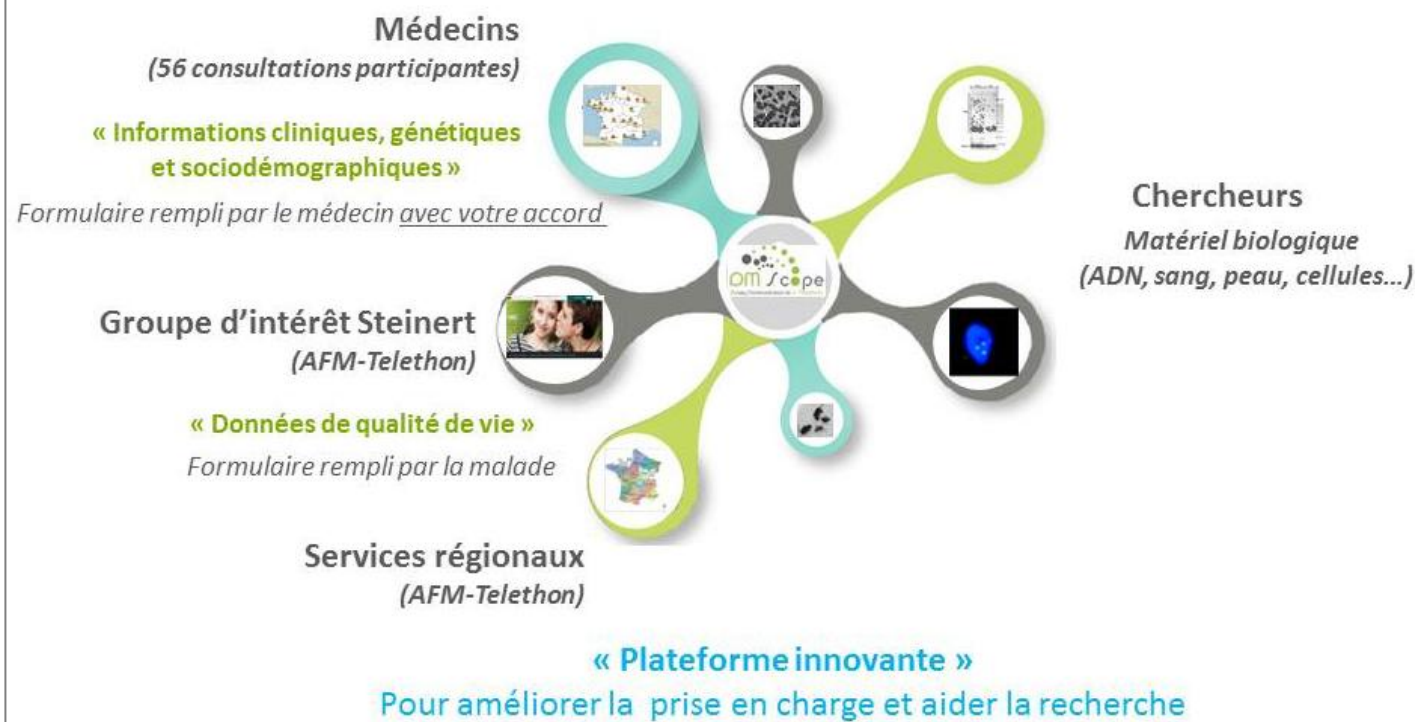 Médecins
(56 consultations participantes)
« Informations cliniques, génétiques
et sociodémographiques »
Formulaire rempli par le médecin avec votre accord
Groupe d’intérêt Steinert
(AFM-Telethon)
« Données de qualité de vie »
Formulaire rempli par la malade
Services régionaux
(AFM-Telethon)
DM Scope
Chercheurs
Matériel biologique
(ADN, sang, peau, cellules...)
« Plateforme innovante »
Pour améliorer la prise en charge et aider la recherche